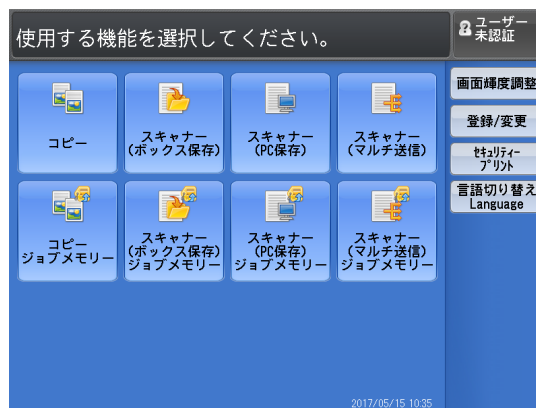 使用する機能を選択してください。
ユーザー
未認証
コピー
スキャナー
(ボックス保存)
スキャナー
(PC保存)
スキャナー
(マルチ送信)
コピー
ジョブメモリー
スキャナー
(ボックス保存)
ジョブメモリー
スキャナー
(PC保存)
ジョブメモリー
スキャナー
(マルチ送信)
ジョブメモリー
画面輝度調整
登録/変更
セキュリティー
プリント
言語切り替え
Language
2017/05/15 10:35